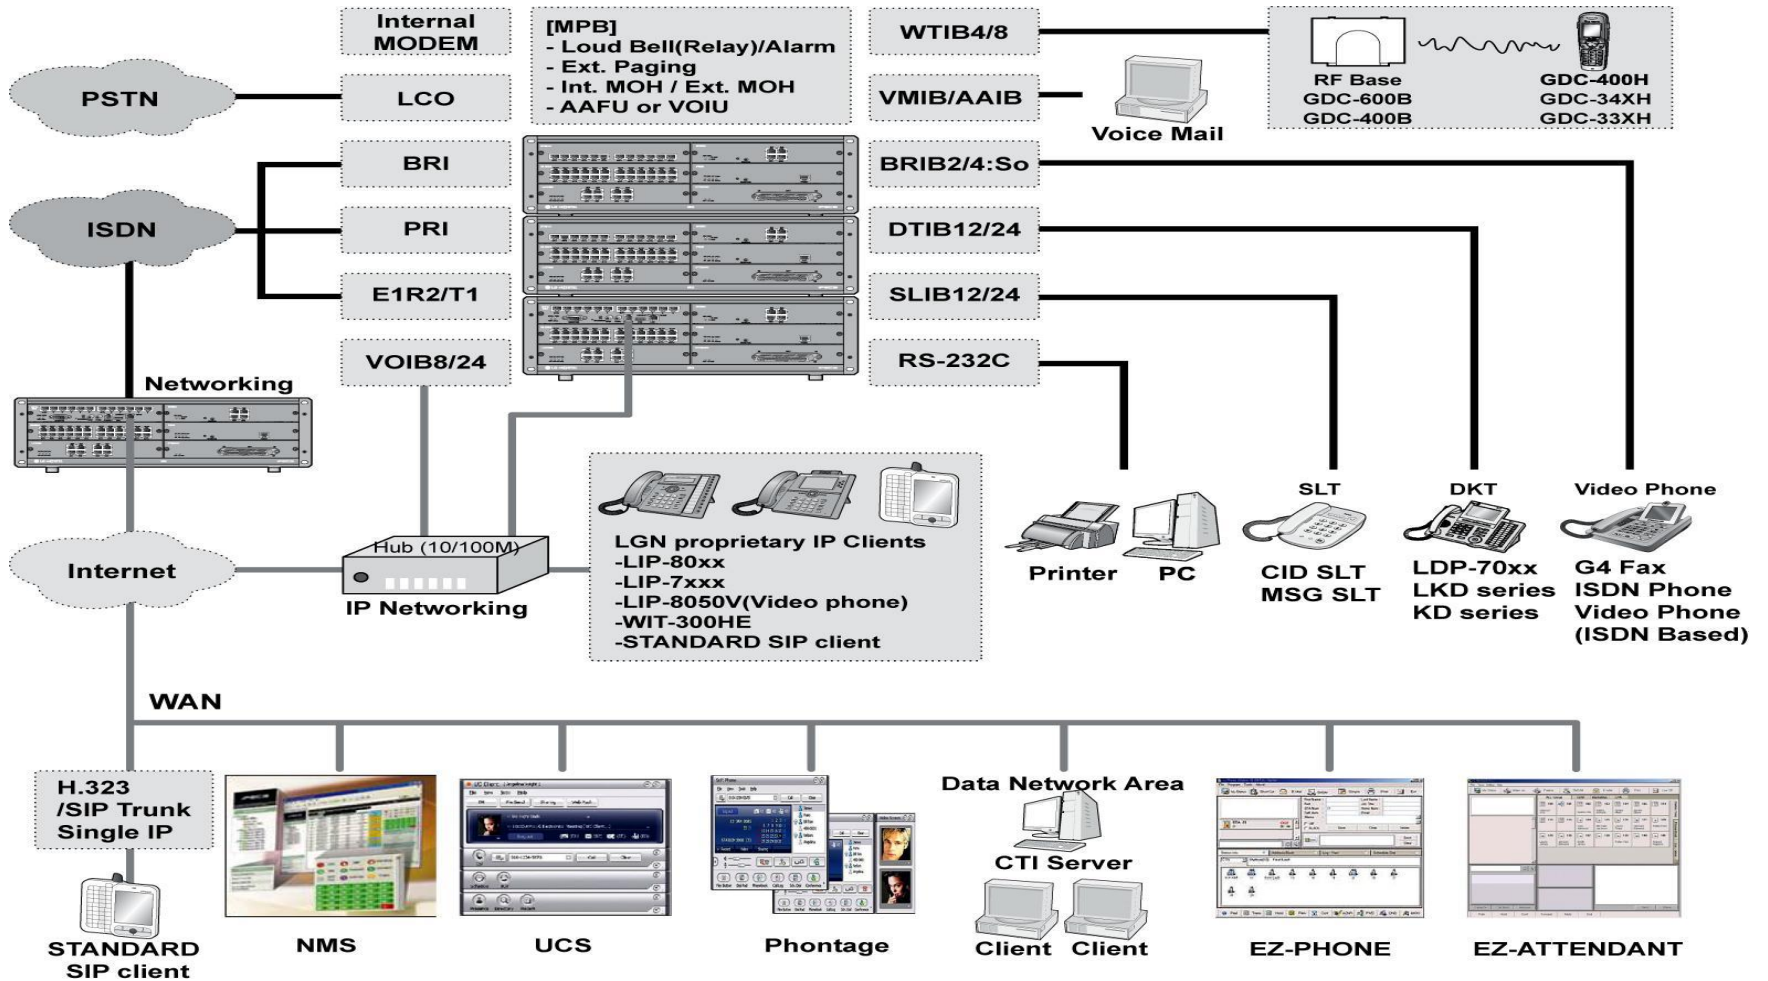 Internal
MODEM
[MPB]
- Loud Bell(Relay)/Alarm
- Ext. Paging
- Int. MOH / Ext. MOH
- AAFU or VOIU
WTIB4/8
RF Base
GDC-600B
GDC-400B
GDC-400H
GDC-34XH
GDC-33XH
PSTN
LCO
VMIB/AAIB
Voice Mail
BRI
BRIB2/4:So
ISDN
PRI
DTIB12/24
E1R2/T1
SLIB12/24
VOIB8/24
RS-232C
Networking
Internet
Hub (10/100M)
IP Networking
LGN proprietary IP Clients
-LIP-80xx
-LIP-7xxx
-LIP-8050V(Video phone)
-WIT-300HE
-STANDARD SIP client
Printer
PC
SLT
CID SLT
MSG SLT
DKT
LDP-70xx
LKD series
KD series
Video Phone
G4 Fax
ISDN Phone
Video Phone
(ISDN Based)
WAN
H.323
/SIP Trunk
Single IP
STANDARD
SIP client
NMS
UCS
Phontage
Data Network Area
CTI Server
Client
Client
EZ-PHONE
EZ-ATTENDANT